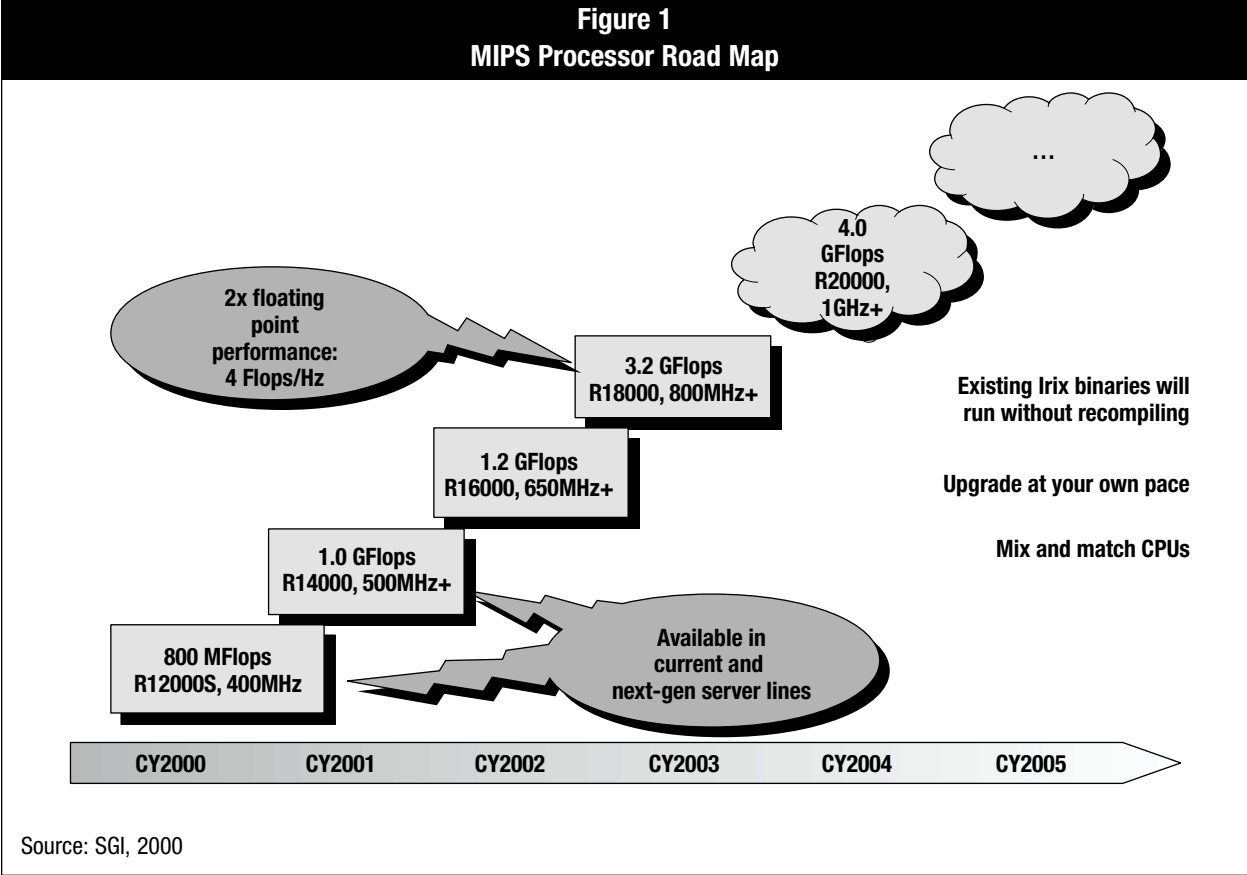 Figure 1
MIPS Processor Road Map
...
4.0
GFlops
R20000,
1GHz+
2x floating
point
performance:
4 Flops/Hz
3.2 GFlops
R18000, 800MHz+
Existing Irix binaries will
run without recompiling
1.2 GFlops
R16000, 650MHz+
Upgrade at your own pace
Mix and match CPUs
1.0 GFlops
R14000, 500MHz+
Available in
current and
next-gen server lines
800 MFlops
R12000S, 400MHz
CY2000 CY2001 CY2002 CY2003 CY2004 CY2005
Source: SGI, 2000